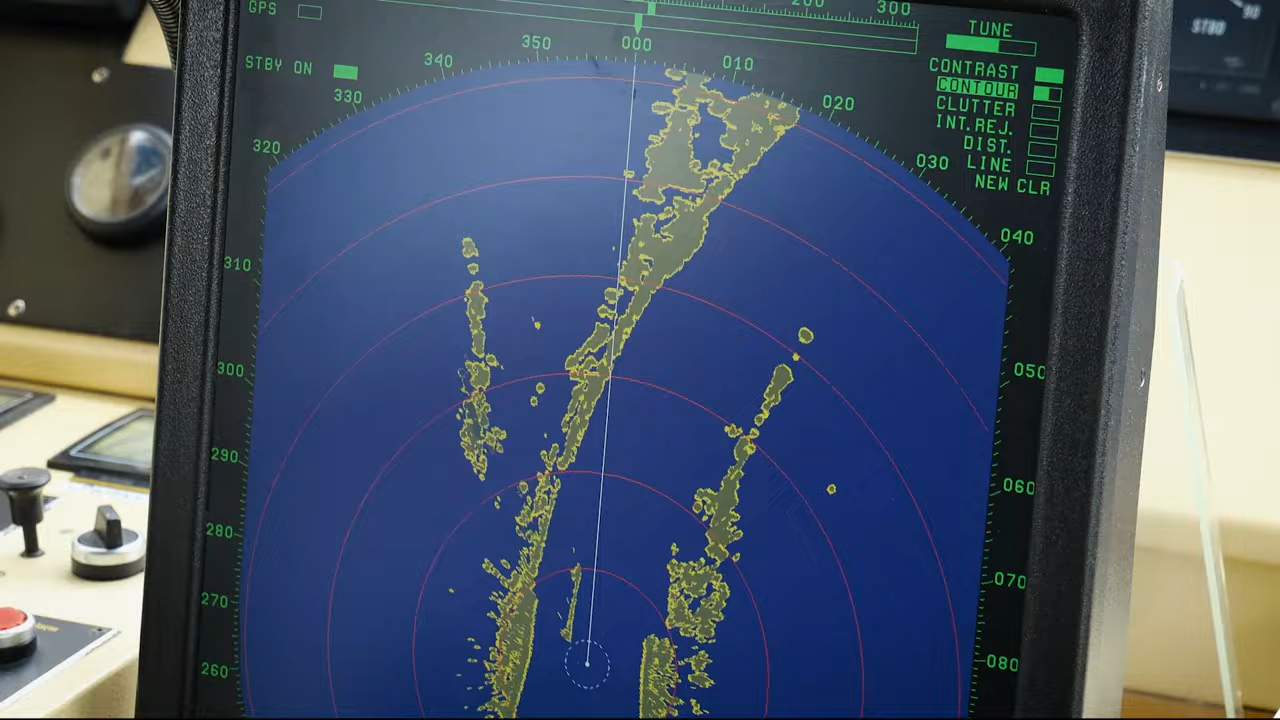 GPS
STBY ON
200
300
TUNE
CONTRAST
CONTOUR
CLUTTER
INT.REJ.
DIST.
LINE
NEW CLR
STBD
30
260
270
280
290
300
310
320
330
340
350
000
010
020
030
040
050
060
070
080